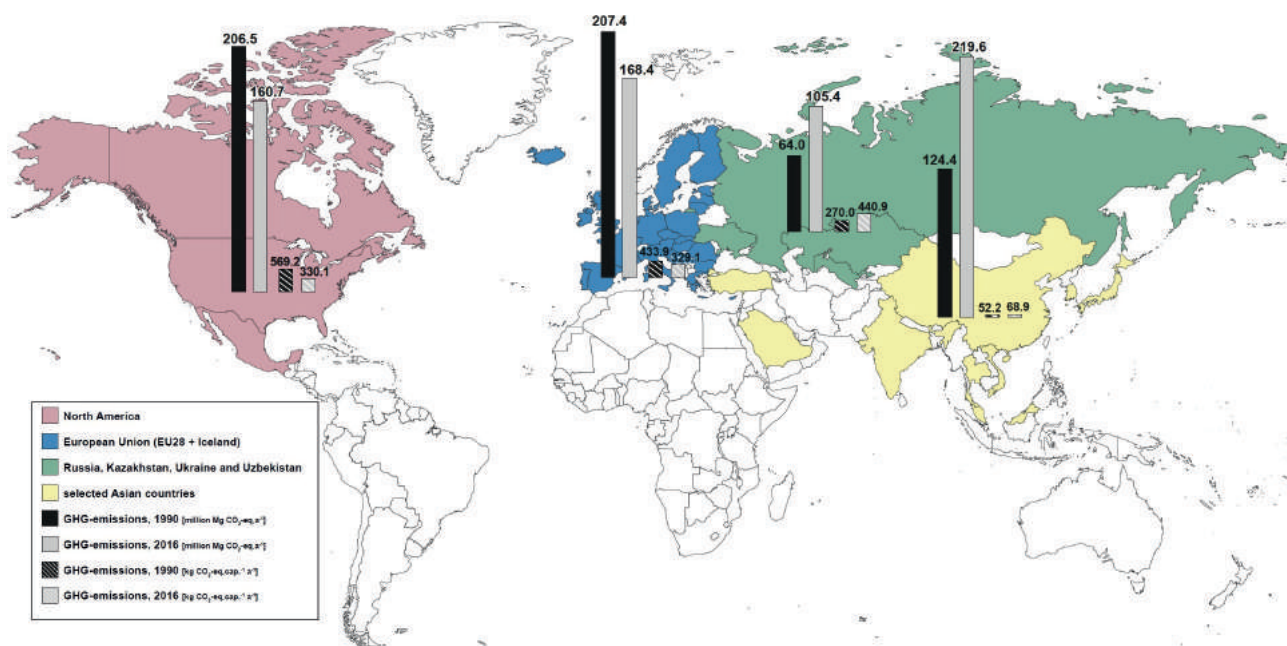 206.5
160.7
569.2
330.1
207.4
168.4
433.9
329.1
64.0
105.4
270.0
440.9
124.4
219.6
52.2
68.9
North America
European Union (EU28 + Iceland)
Russia, Kazakhstan, Ukraine and Uzbekistan
selected Asian countries
GHG-emissions, 1990 [million Mg CO₂-eq.a⁻¹]
GHG-emissions, 2016 [million Mg CO₂-eq.a⁻¹]
GHG-emissions, 1990 [kg CO₂-eq.cap.⁻¹ a⁻¹]
GHG-emissions, 2016 [kg CO₂-eq.cap.⁻¹ a⁻¹]